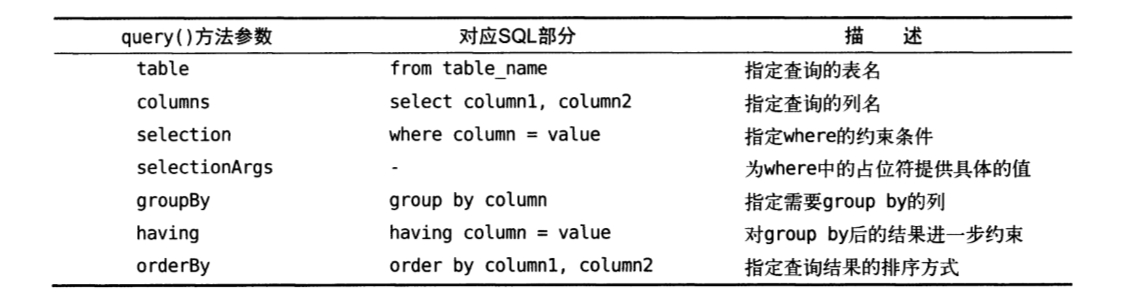 query()方法参数 对应SQL部分 描 述
table from table_name 指定查询的表名
columns select column1, column2 指定查询的列名
selection where column = value 指定where的约束条件
selectionArgs - 为where中的占位符提供具体的值
groupBy group by column 指定需要group by的列
having having column = value 对group by后的结果进一步约束
orderBy order by column1, column2 指定查询结果的排序方式